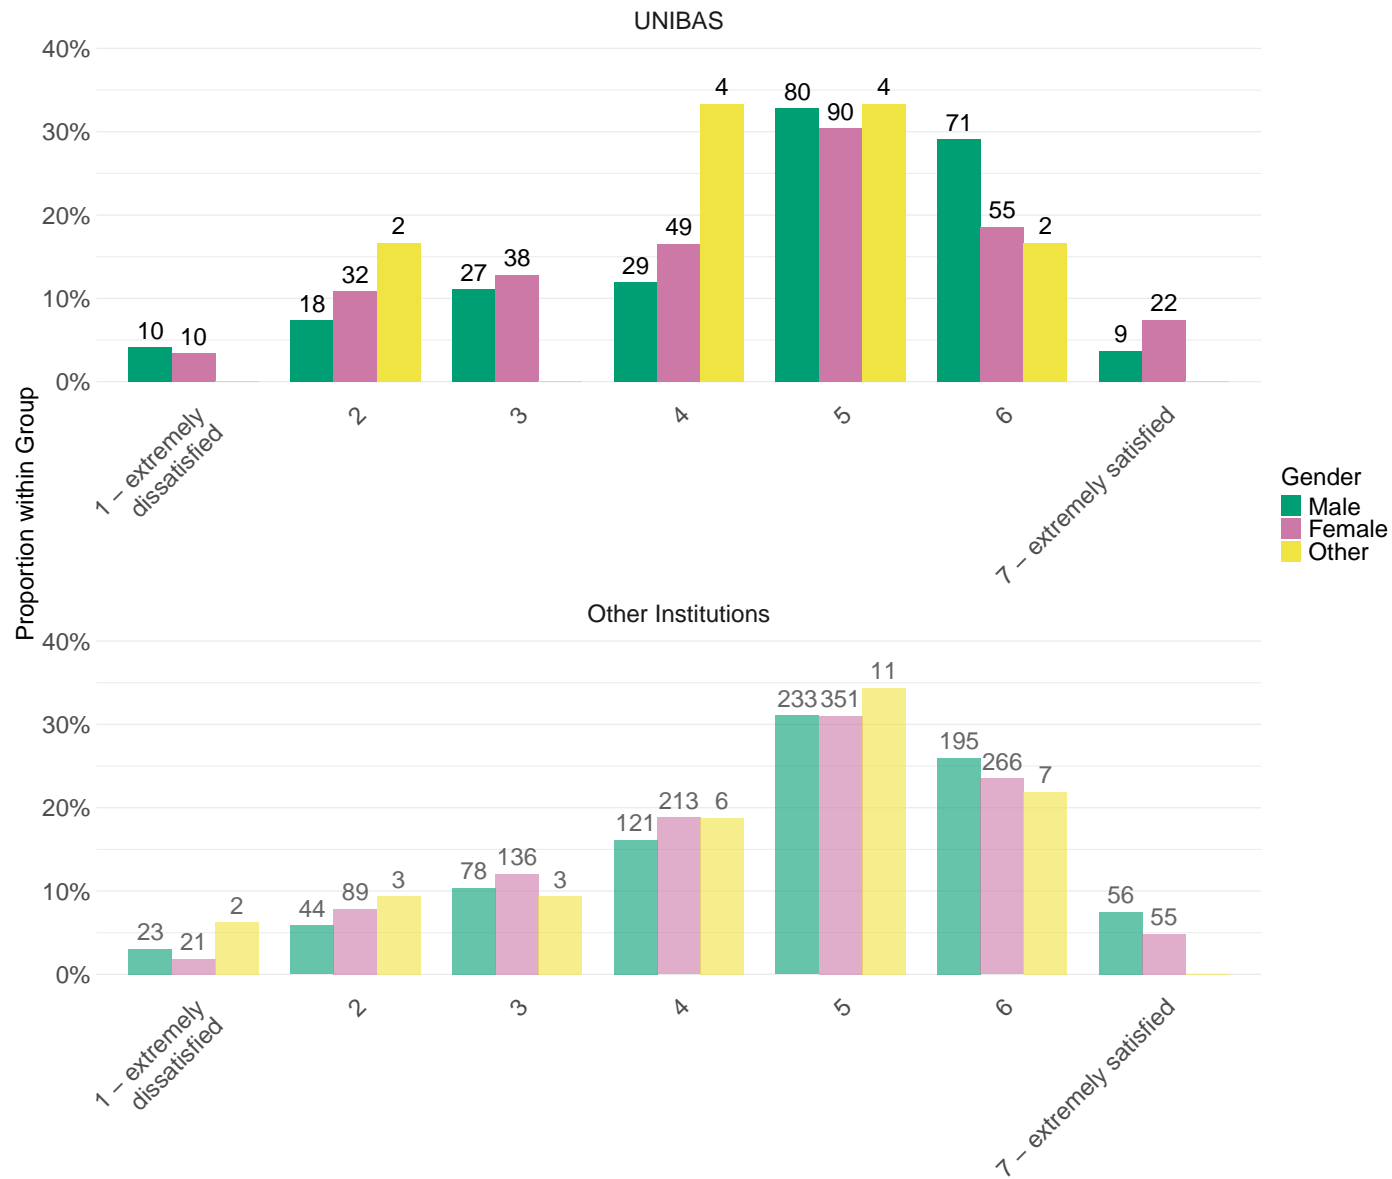 UNIBAS
40%
30%
20%
10%
0%
10 10
18 32 2
27 38
29 49 4
80 90 4
71 55 2
9 22
1 – extremely
dissatisfied
2
3
4
5
6
7 – extremely satisfied
Proportion within Group
Gender
Male
Female
Other
Other Institutions
40%
30%
20%
10%
0%
23 21 2
44 89 3
78 136 3
121 213 6
233 351 11
195 266 7
56 55
1 – extremely
dissatisfied
2
3
4
5
6
7 – extremely satisfied